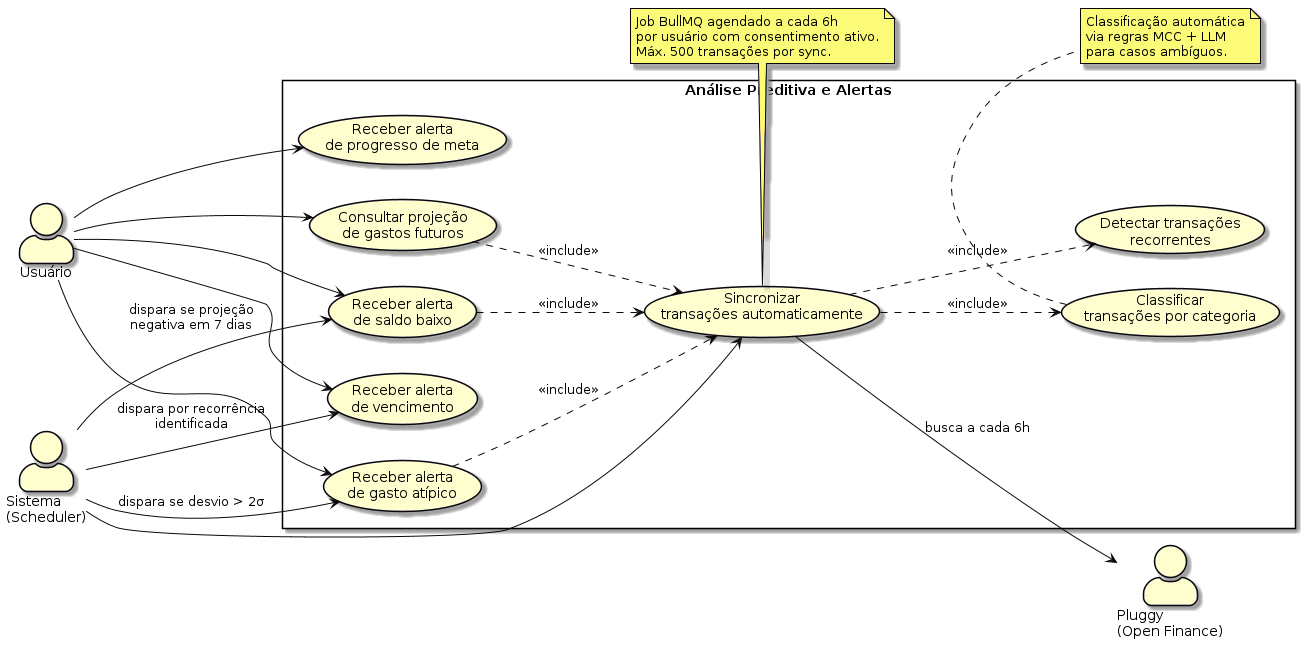 Job BullMQ agendado a cada 6h
por usuário com consentimento ativo.
Máx. 500 transações por sync.
Classificação automática
via regras MCC + LLM
para casos ambíguos.
Análise Preditiva e Alertas
Receber alerta
de progresso de meta
Consultar projeção
de gastos futuros
Detectar transações
recorrentes
«include»
«include»
Usuário
Receber alerta
de saldo baixo
«include»
Sincronizar
transações automaticamente
«include»
Classificar
transações por categoria
dispara se projeção
negativa em 7 dias
Receber alerta
de vencimento
«include»
dispara por recorrência
identificada
busca a cada 6h
Receber alerta
de gasto atípico
Sistema
(Scheduler)
dispara se desvio > 2σ
Pluggy
(Open Finance)